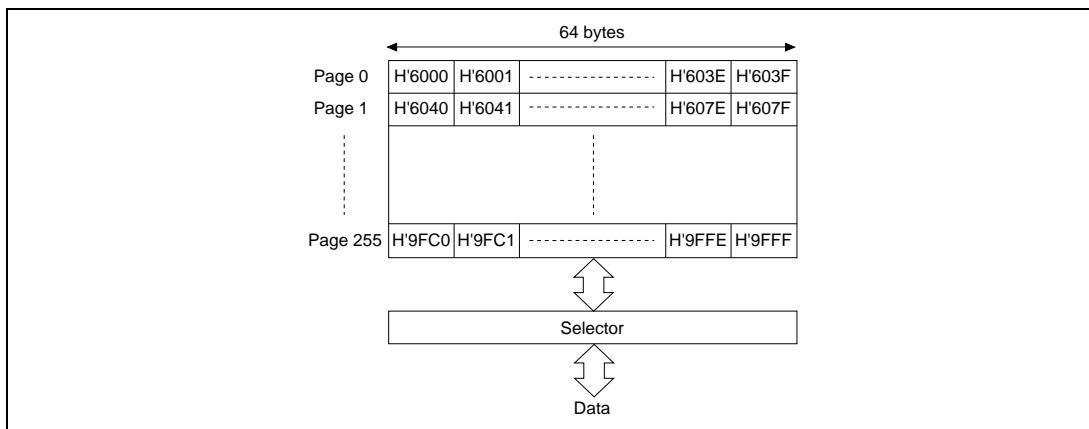 64 bytes
Page 0 H'6000 H'6001 H'603E H'603F
Page 1 H'6040 H'6041 H'607E H'607F
Page 255 H'9FC0 H'9FC1 H'9FFE H'9FFF
Selector
Data